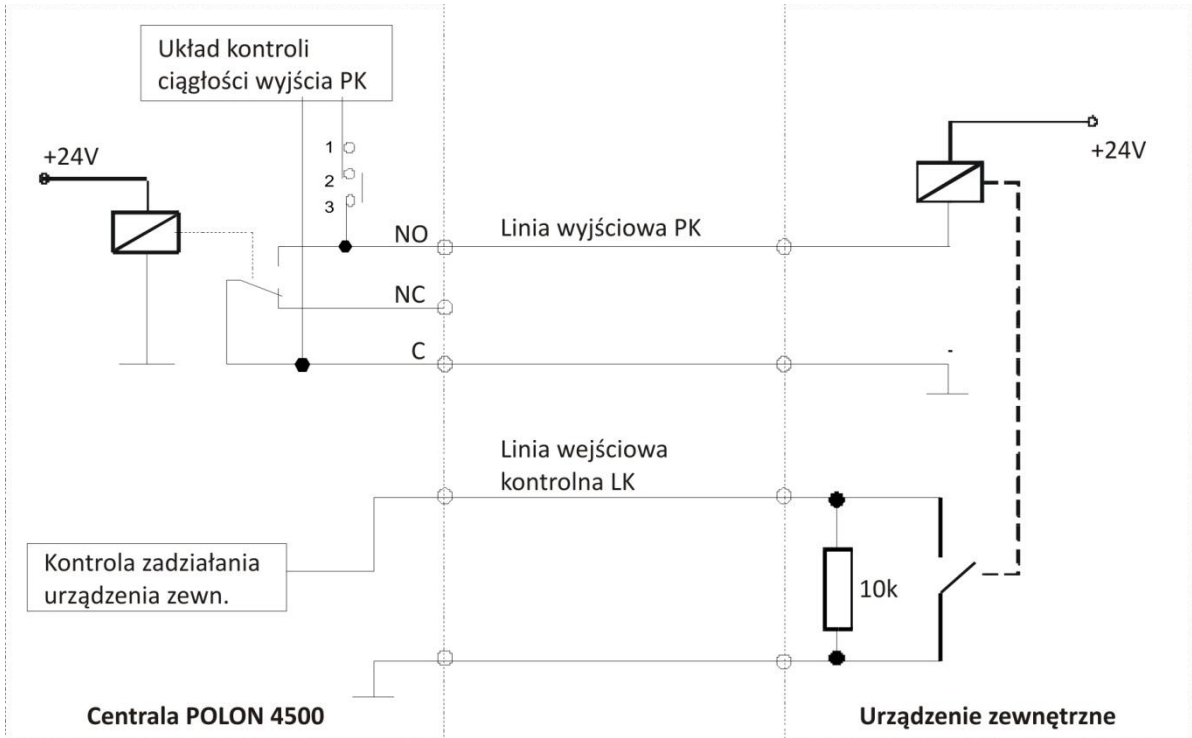 Układ kontroli
ciągłości wyjścia PK
+24V
1
2
3
NO
NC
C
Linia wyjściowa PK
+24V
-
Linia wejściowa
kontrolna LK
Kontrola zadziałania
urządzenia zewn.
10k
Centrala POLON 4500
Urządzenie zewnętrzne